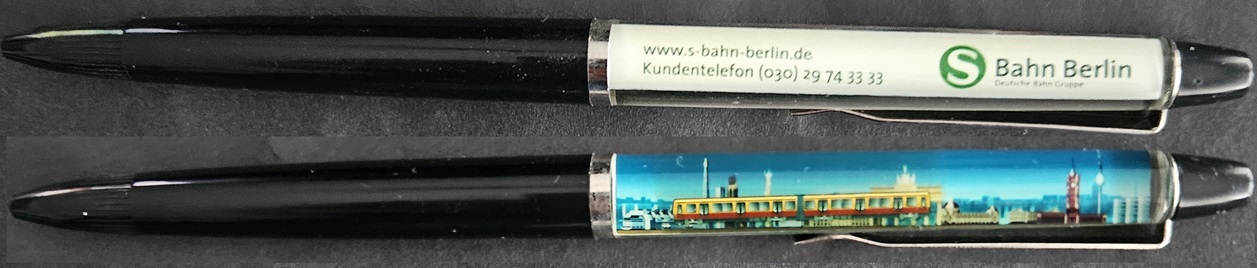 www.s-bahn-berlin.de
Kundentelefon (030) 29 74 33 33
S Bahn Berlin
Deutsche Bahn Gruppe